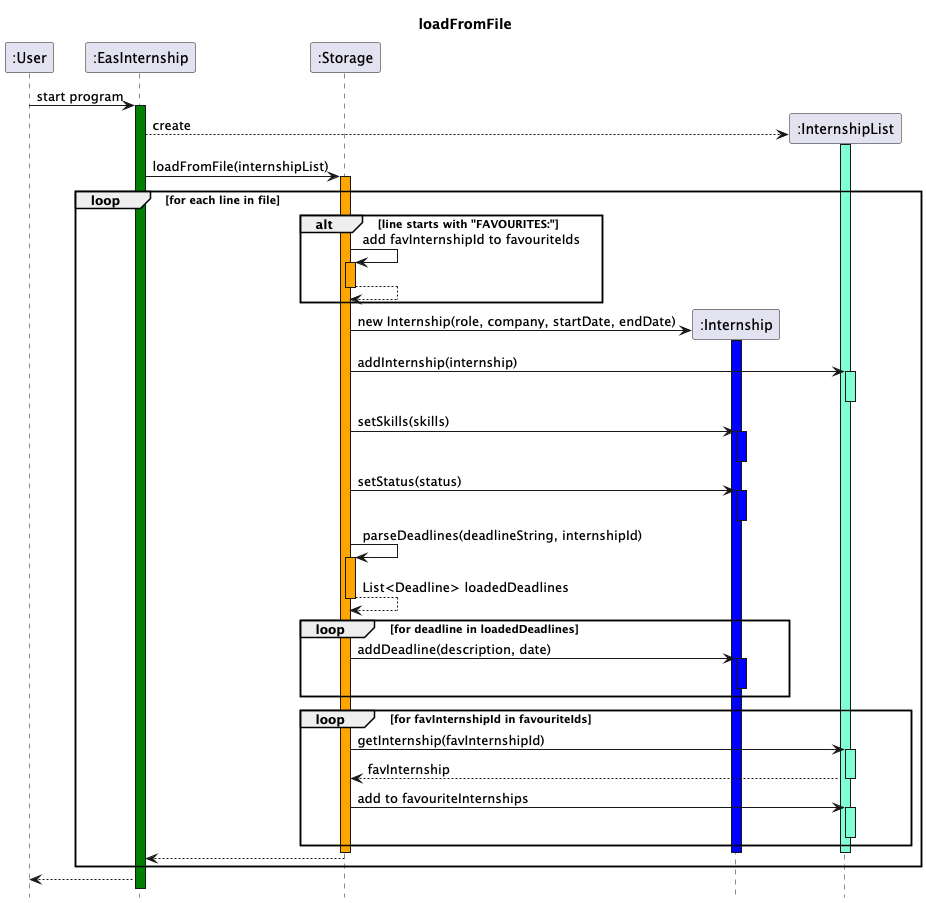 loadFromFile
:User
:EasInternship
:Storage
start program
create
:InternshipList
loadFromFile(internshipList)
loop
[for each line in file]
alt
[line starts with "FAVOURITES:"]
add favInternshipId to favouriteIds
new Internship(role, company, startDate, endDate)
:Internship
addInternship(internship)
setSkills(skills)
setStatus(status)
parseDeadlines(deadlineString, internshipId)
List<Deadline> loadedDeadlines
loop
[for deadline in loadedDeadlines]
addDeadline(description, date)
loop
[for favInternshipId in favouriteIds]
getInternship(favInternshipId)
favInternship
add to favouriteInternships